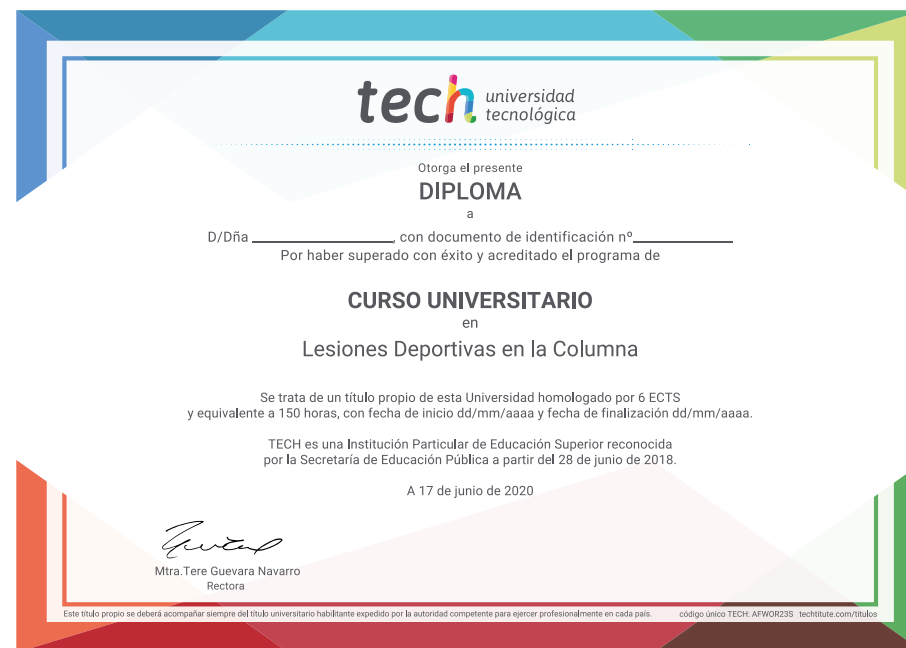 tech universidad
tecnológica
Otorga el presente
DIPLOMA
a
D/Dña ____________________, con documento de identificación nº______________
Por haber superado con éxito y acreditado el programa de
CURSO UNIVERSITARIO
en
Lesiones Deportivas en la Columna
Se trata de un título propio de esta Universidad homologado por 6 ECTS
y equivalente a 150 horas, con fecha de inicio dd/mm/aaaa y fecha de finalización dd/mm/aaaa.
TECH es una Institución Particular de Educación Superior reconocida
por la Secretaría de Educación Pública a partir del 28 de junio de 2018.
A 17 de junio de 2020
Mtra.Tere Guevara Navarro
Rectora
Este título propio se deberá acompañar siempre del título universitario habilitante expedido por la autoridad competente para ejercer profesionalmente en cada país. código único TECH: AFWOR23S techtitute.com/titulos